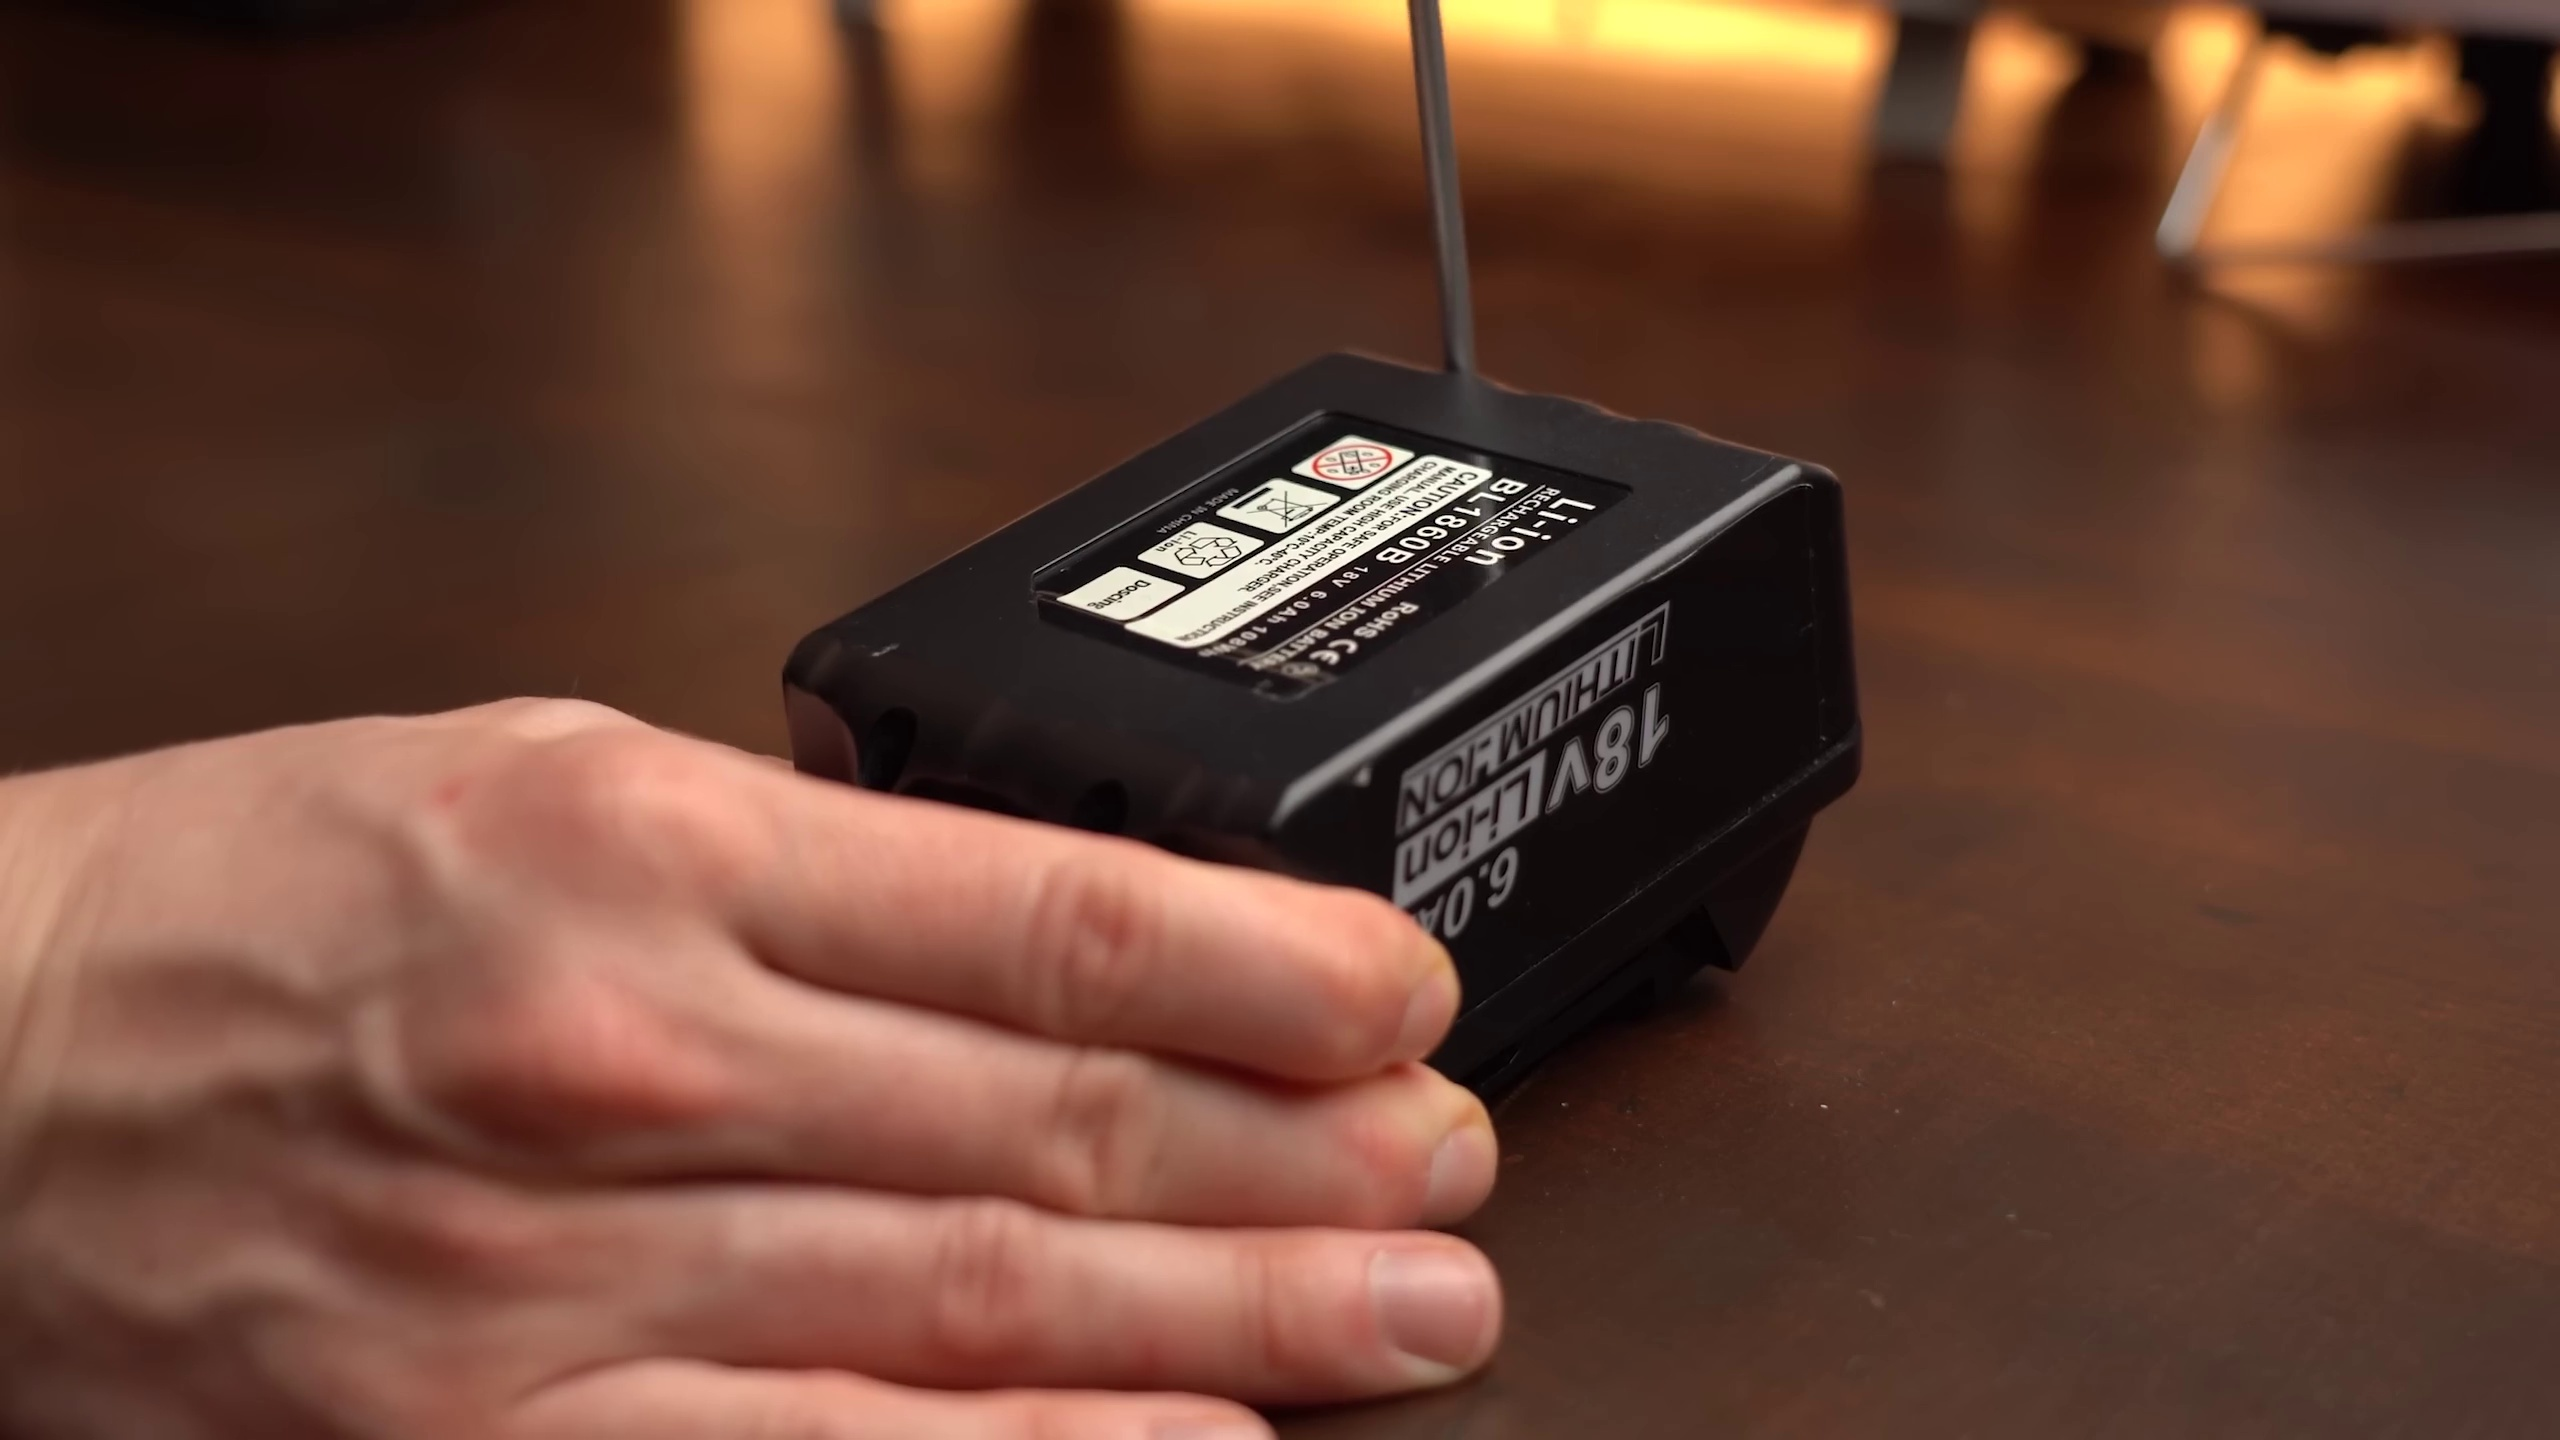 Li-ion RoHS CE
RECHARGEABLE LITHIUM ION BATTERY
BL1860B 18V 6.0Ah 108Wh
CAUTION: FOR SAFE OPERATION, SEE INSTRUCTION
MANUAL USE HIGH CAPACITY CHARGER.
CHARGING ROOM TEMP.:10°C-40°C.
Li-ion
Dascing
MADE IN CHINA
6.0A
Li-ion
18V
LITHIUM-ION